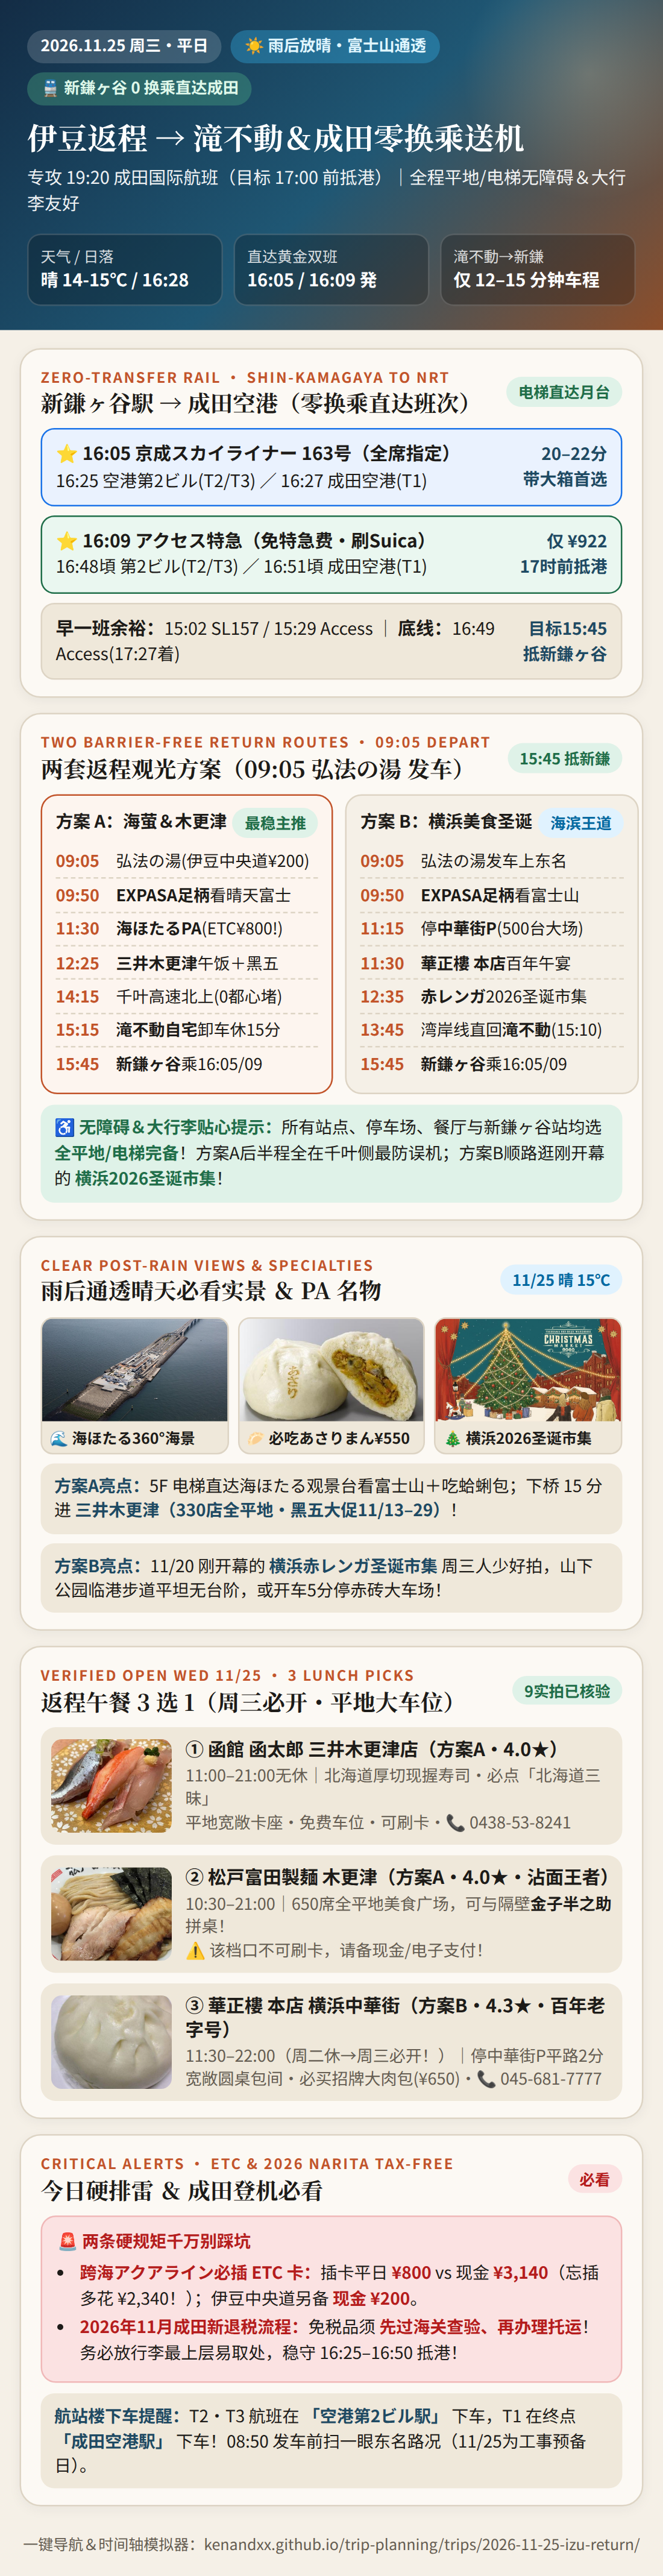 2026.11.25 周三・平日
☀️ 雨后放晴・富士山通透
🚆 新鎌ヶ谷 0 换乘直达成田
伊豆返程 → 滝不動＆成田零换乘送机
专攻 19:20 成田国际航班（目标 17:00 前抵港）｜全程平地/电梯无障碍＆大行
李友好
天气 / 日落
晴 14-15℃ / 16:28
直达黄金双班
16:05 / 16:09 発
滝不動→新鎌
仅 12–15 分钟车程
ZERO-TRANSFER RAIL ・ SHIN-KAMAGAYA TO NRT
新鎌ヶ谷駅 → 成田空港（零换乘直达班次）
电梯直达月台
⭐ 16:05 京成スカイライナー 163号（全席指定）
16:25 空港第2ビル(T2/T3) ／ 16:27 成田空港(T1)
20–22分
带大箱首选
⭐ 16:09 アクセス特急（免特急费・刷Suica）
16:48頃 第2ビル(T2/T3) ／ 16:51頃 成田空港(T1)
仅 ¥922
17时前抵港
早一班余裕：15:02 SL157 / 15:29 Access ｜ 底线：16:49
Access(17:27着)
目标15:45
抵新鎌ヶ谷
TWO BARRIER-FREE RETURN ROUTES ・ 09:05 DEPART
两套返程观光方案（09:05 弘法の湯 发车）
15:45 抵新鎌
方案 A：海萤＆木更津
最稳主推
09:05 弘法の湯(伊豆中央道¥200)
09:50 EXPASA足柄看晴天富士
11:30 海ほたるPA(ETC¥800!)
12:25 三井木更津午饭＋黑五
14:15 千叶高速北上(0都心堵)
15:15 滝不動自宅卸车休15分
15:45 新鎌ヶ谷乘16:05/09
方案 B：横浜美食圣诞
海滨王道
09:05 弘法の湯发车上东名
09:50 EXPASA足柄看富士山
11:15 停中華街P(500台大场)
11:30 華正樓 本店百年午宴
12:35 赤レンガ2026圣诞市集
13:45 湾岸线直回滝不動(15:10)
15:45 新鎌ヶ谷乘16:05/09
♿ 无障碍＆大行李贴心提示：所有站点、停车场、餐厅与新鎌ヶ谷站均选
全平地/电梯完备！方案A后半程全在千叶侧最防误机；方案B顺路逛刚开幕
的 横浜2026圣诞市集！
CLEAR POST-RAIN VIEWS & SPECIALTIES
雨后通透晴天必看实景 ＆ PA 名物
11/25 晴 15℃
🌊 海ほたる360°海景
🥟 必吃あさりまん¥550
🎄 横浜2026圣诞市集
あさり
CHRISTMAS
MARKET
方案A亮点：5F 电梯直达海ほたる观景台看富士山＋吃蛤蜊包；下桥 15 分
进 三井木更津（330店全平地・黑五大促11/13–29）！
方案B亮点：11/20 刚开幕的 横浜赤レンガ圣诞市集 周三人少好拍，山下
公园临港步道平坦无台阶，或开车5分停赤砖大车场！
VERIFIED OPEN WED 11/25 ・ 3 LUNCH PICKS
返程午餐 3 选 1（周三必开・平地大车位）
9实拍已核验
① 函館 函太郎 三井木更津店（方案A・4.0★）
11:00–21:00无休｜北海道厚切现握寿司・必点「北海道三
昧」
平地宽敞卡座・免费车位・可刷卡・📞 0438-53-8241
② 松戸富田製麺 木更津（方案A・4.0★・沾面王者）
10:30–21:00｜650席全平地美食广场，可与隔壁金子半之助
拼桌！
⚠️ 该档口不可刷卡，请备现金/电子支付！
③ 華正樓 本店 横浜中華街（方案B・4.3★・百年老
字号）
11:30–22:00（周二休→周三必开！）｜停中華街P平路2分
宽敞圆桌包间・必买招牌大肉包(¥650)・📞 045-681-7777
CRITICAL ALERTS ・ ETC & 2026 NARITA TAX-FREE
今日硬排雷 ＆ 成田登机必看
必看
🚨 两条硬规矩千万别踩坑
• 跨海アクアライン必插 ETC 卡：插卡平日 ¥800 vs 现金 ¥3,140（忘插
多花 ¥2,340！）；伊豆中央道另备 现金 ¥200。
• 2026年11月成田新退税流程：免税品须 先过海关查验、再办理托运！
务必放行李最上层易取处，稳守 16:25–16:50 抵港！
航站楼下车提醒：T2・T3 航班在 「空港第2ビル駅」 下车，T1 在终点
「成田空港駅」 下车！08:50 发车前扫一眼东名路况（11/25为工事预备
日）。
一键导航＆时间轴模拟器：kenandxx.github.io/trip-planning/trips/2026-11-25-izu-return/